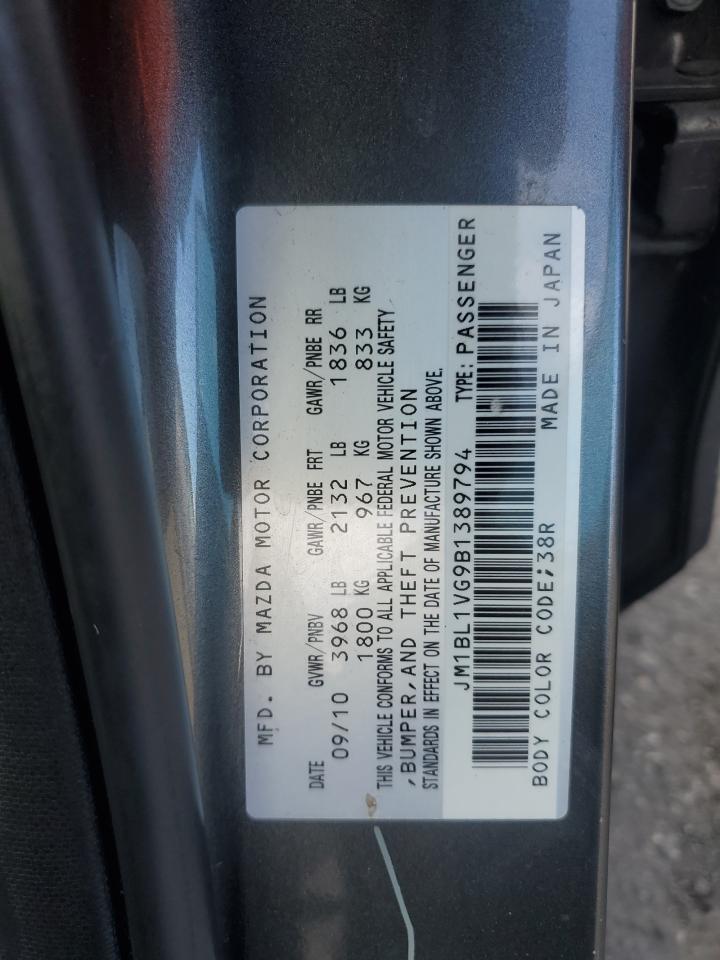 MFD. BY MAZDA MOTOR CORPORATION
DATE GVWR/PNBV GAWR/PNBE FRT GAWR/PNBE RR
09/10 3968 LB 2132 LB 1836 LB
1800 KG 967 KG 833 KG
THIS VEHICLE CONFORMS TO ALL APPLICABLE FEDERAL MOTOR VEHICLE SAFETY
,BUMPER,AND THEFT PREVENTION
STANDARDS IN EFFECT ON THE DATE OF MANUFACTURE SHOWN ABOVE.
JM1BL1VG9B1389794 TYPE: PASSENGER
BODY COLOR CODE;38R MADE IN JAPAN